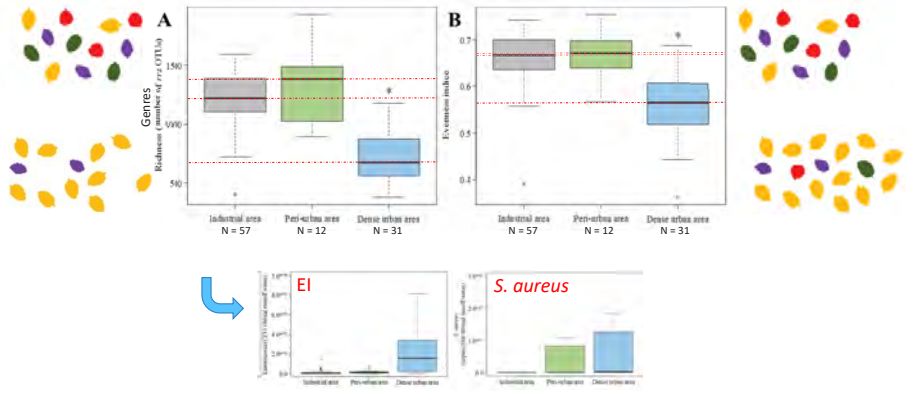 A
Genres
Richness (number of rrs OTUs)
1500
1000
500
Industrial area
Peri-urban area
Dense urban area
N = 57
N = 12
N = 31
B
Evenness indice
0.7
0.6
0.5
0.4
Industrial area
Peri-urban area
Dense urban area
N = 57
N = 12
N = 31
EI
Industrial area
Peri-urban area
Dense urban area
S. aureus
Industrial area
Peri-urban area
Dense urban area